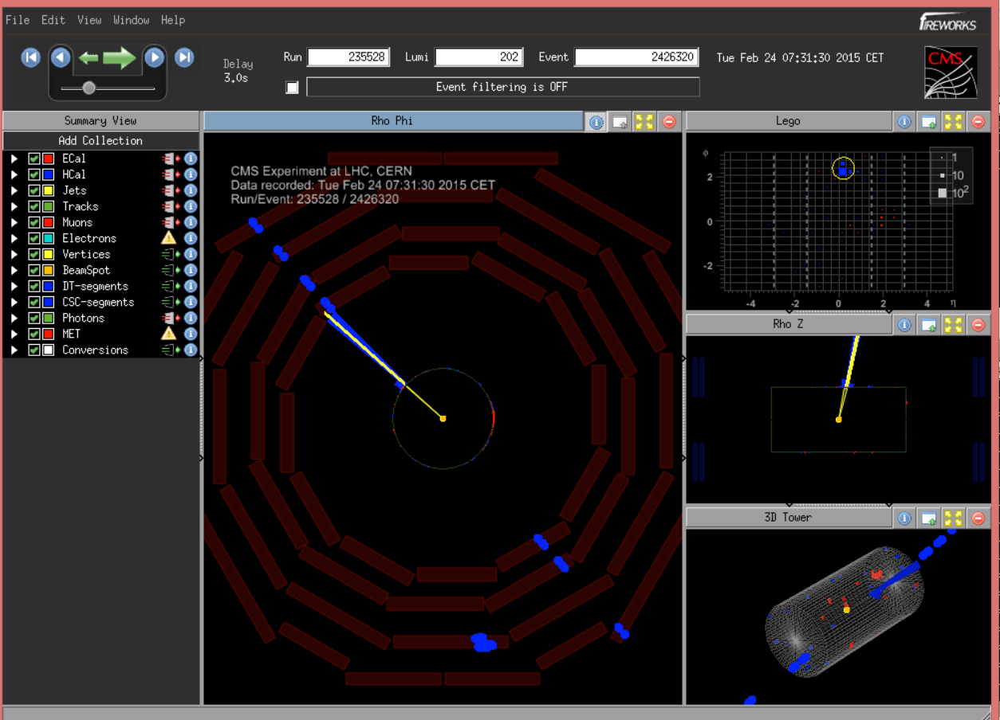 File Edit View Window Help
FIREWORKS
Delay
3.0s
Run 235528 Lumi 202 Event 2426320 Tue Feb 24 07:31:30 2015 CET
Event filtering is OFF
CMS
Summary View
Add Collection
ECal
HCal
Jets
Tracks
Muons
Electrons
Vertices
BeamSpot
DT-segments
CSC-segments
Photons
MET
Conversions
Rho Phi
CMS Experiment at LHC, CERN
Data recorded: Tue Feb 24 07:31:30 2015 CET
Run/Event: 235528 / 2426320
Lego
ϕ
2
0
-2
-4 -2 0 2 4 η
1
10
10²
Rho Z
3D Tower